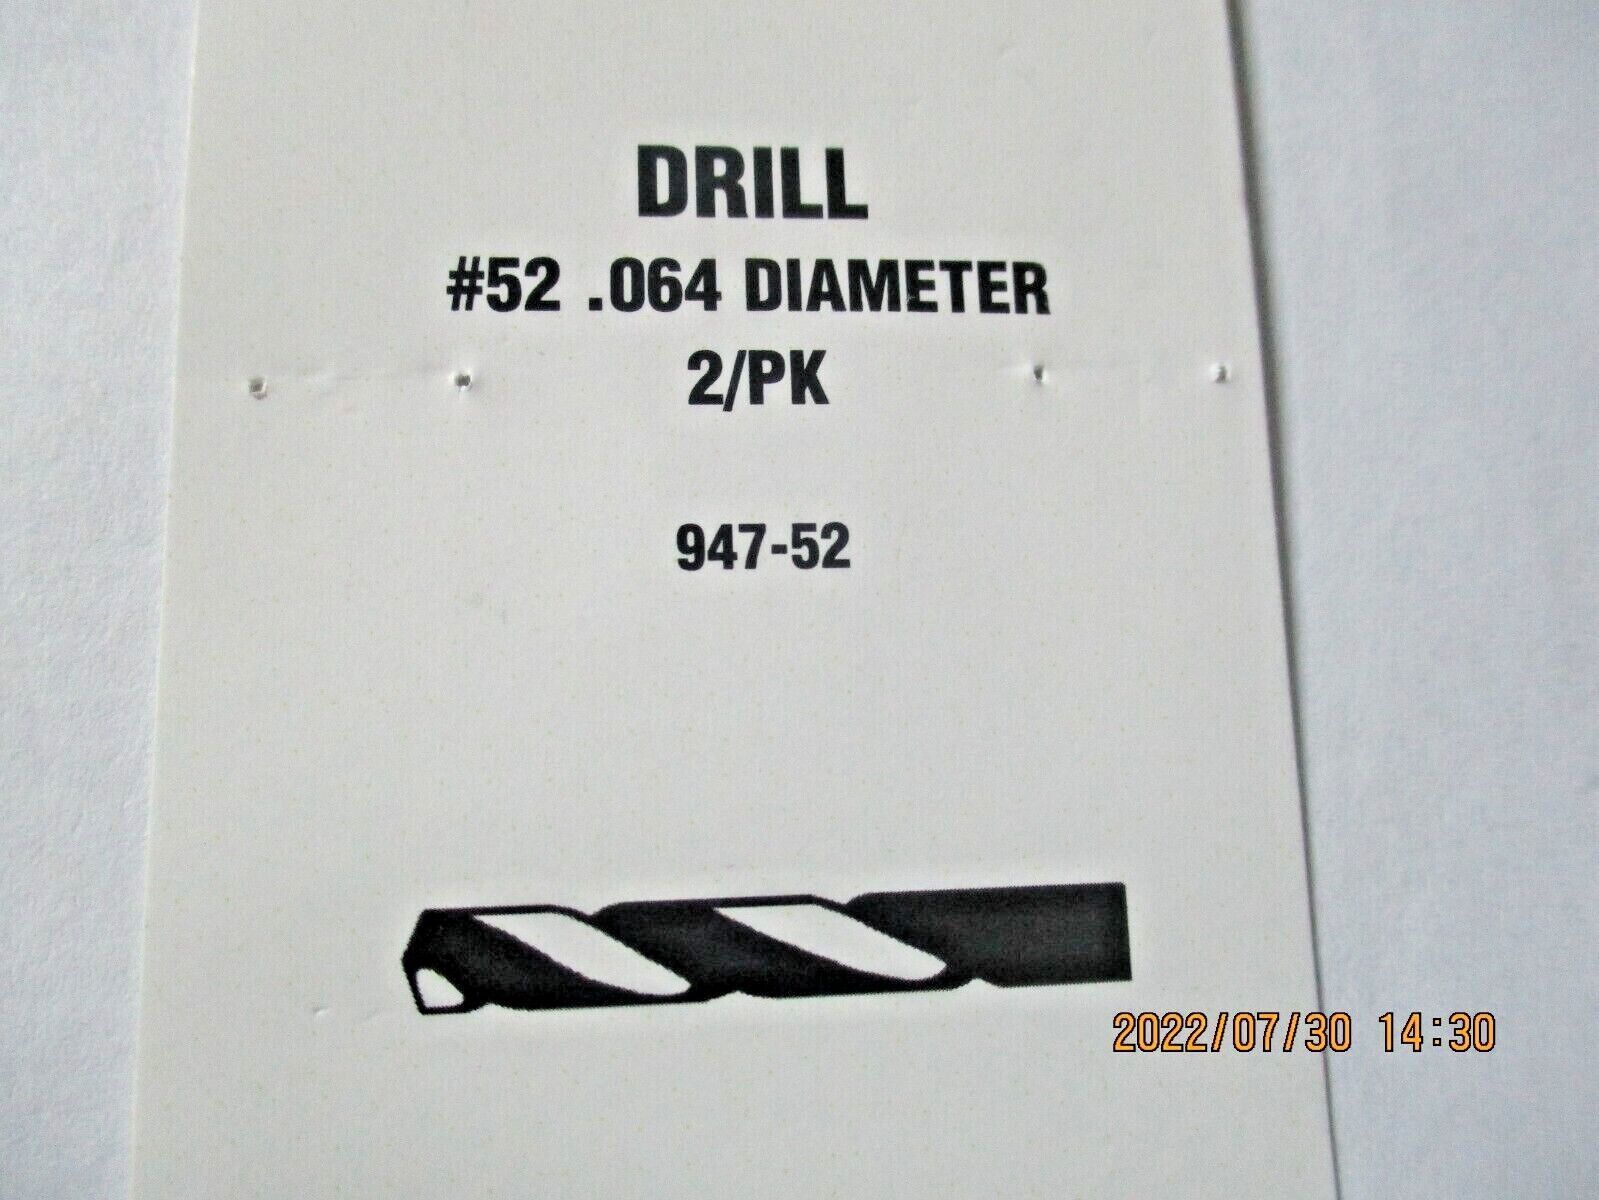 DRILL
#52 .064 DIAMETER
2/PK
947-52
2022/07/30 14:30